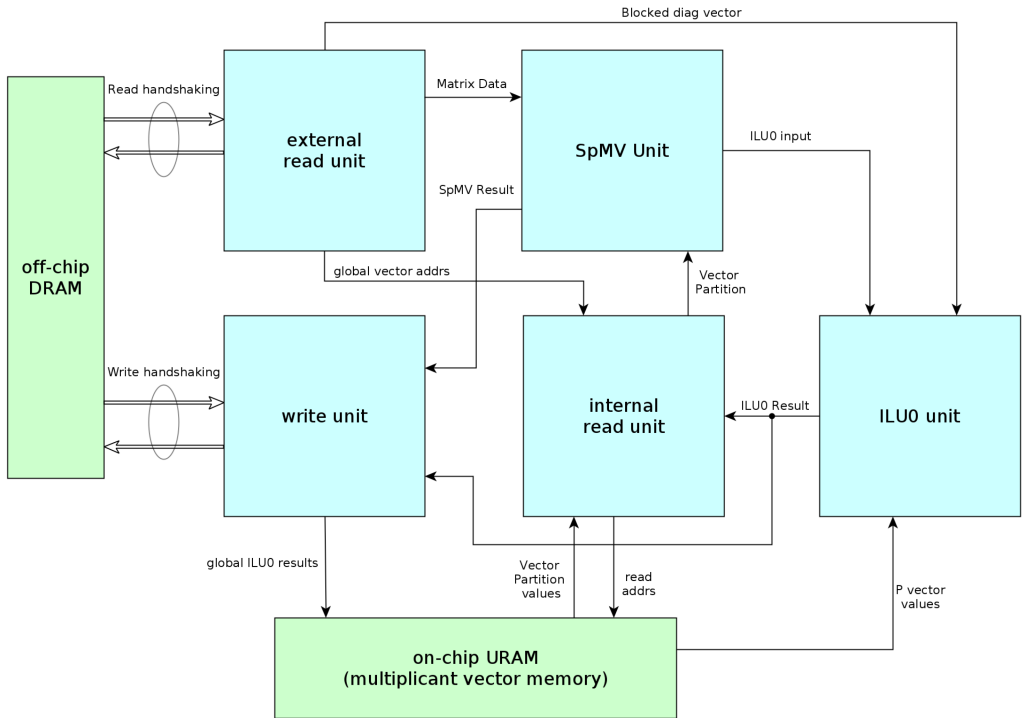 Blocked diag vector
Read handshaking
external
read unit
Matrix Data
SpMV Unit
ILU0 input
SpMV Result
off-chip
DRAM
global vector addrs
Vector
Partition
Write handshaking
write unit
internal
read unit
ILU0 Result
ILU0 unit
global ILU0 results
Vector
Partition
values
read
addrs
P vector
values
on-chip URAM
(multiplicant vector memory)